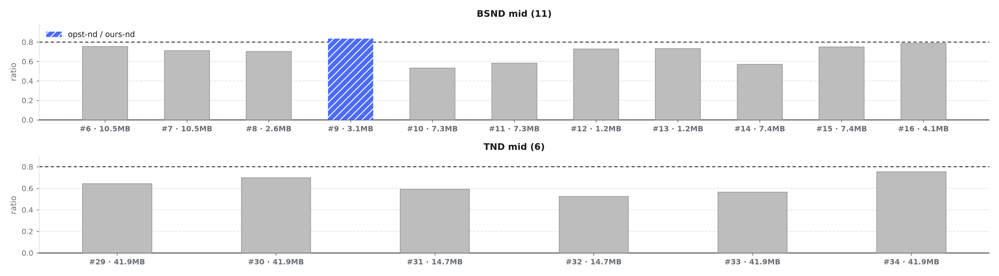 BSND mid (11)
opst-nd / ours-nd
ratio
0.8
0.6
0.4
0.2
0.0
#6 · 10.5MB
#7 · 10.5MB
#8 · 2.6MB
#9 · 3.1MB
#10 · 7.3MB
#11 · 7.3MB
#12 · 1.2MB
#13 · 1.2MB
#14 · 7.4MB
#15 · 7.4MB
#16 · 4.1MB
TND mid (6)
ratio
0.8
0.6
0.4
0.2
0.0
#29 · 41.9MB
#30 · 41.9MB
#31 · 14.7MB
#32 · 14.7MB
#33 · 41.9MB
#34 · 41.9MB